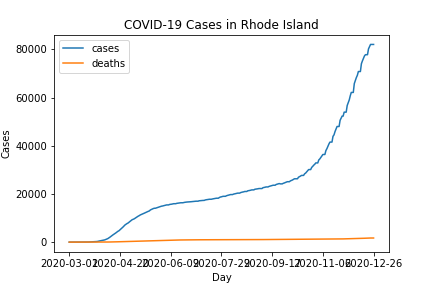 COVID-19 Cases in Rhode Island
cases
deaths
80000
60000
40000
20000
0
Cases
2020-03-01 2020-04-20 2020-06-09 2020-07-29 2020-09-17 2020-11-06 2020-12-26
Day